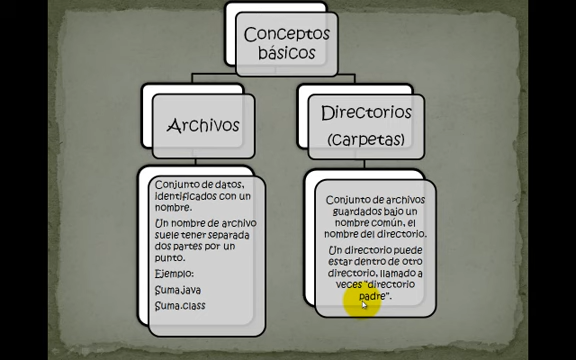 Conceptos
básicos
Archivos
Directorios
(carpetas)
Conjunto de datos,
identificados con un
nombre.
Un nombre de archivo
suele tener separada
dos partes por un
punto.
Ejemplo:
Suma.java
Suma.class
Conjunto de archivos
guardados bajo un
nombre común, el
nombre del directorio.
Un directorio puede
estar dentro de otro
directorio, llamado a
veces "directorio
padre".